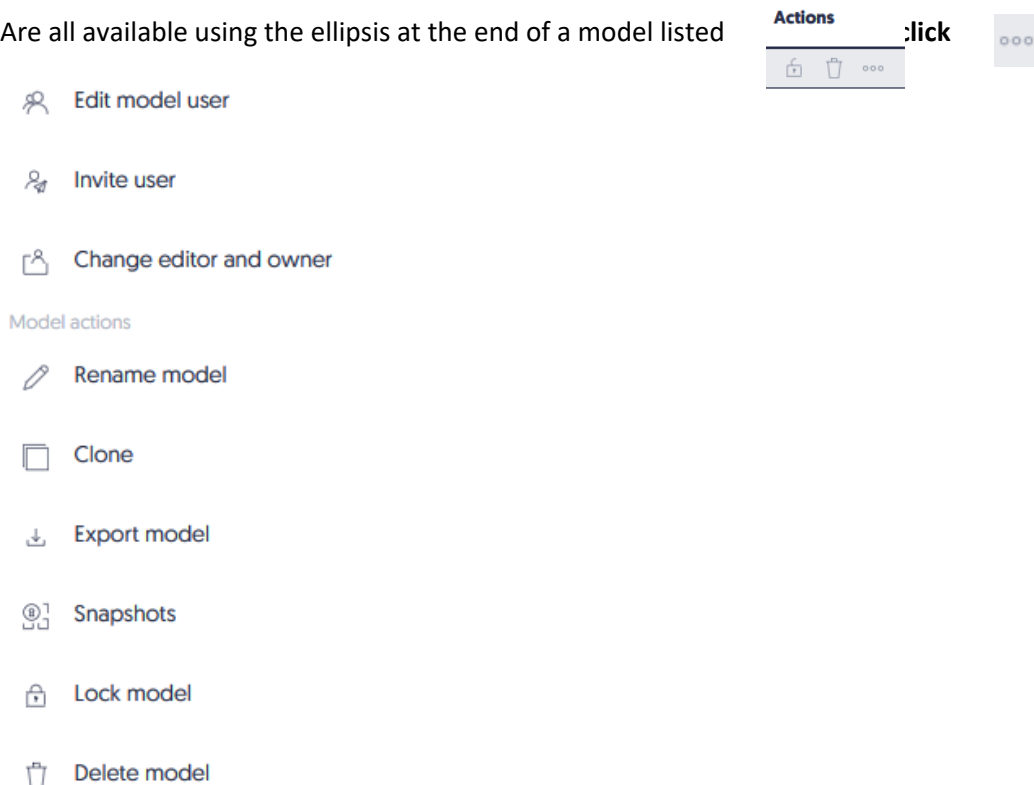 Actions
Are all available using the ellipsis at the end of a model listed click
Edit model user
Invite user
Change editor and owner
Model actions
Rename model
Clone
Export model
Snapshots
Lock model
Delete model